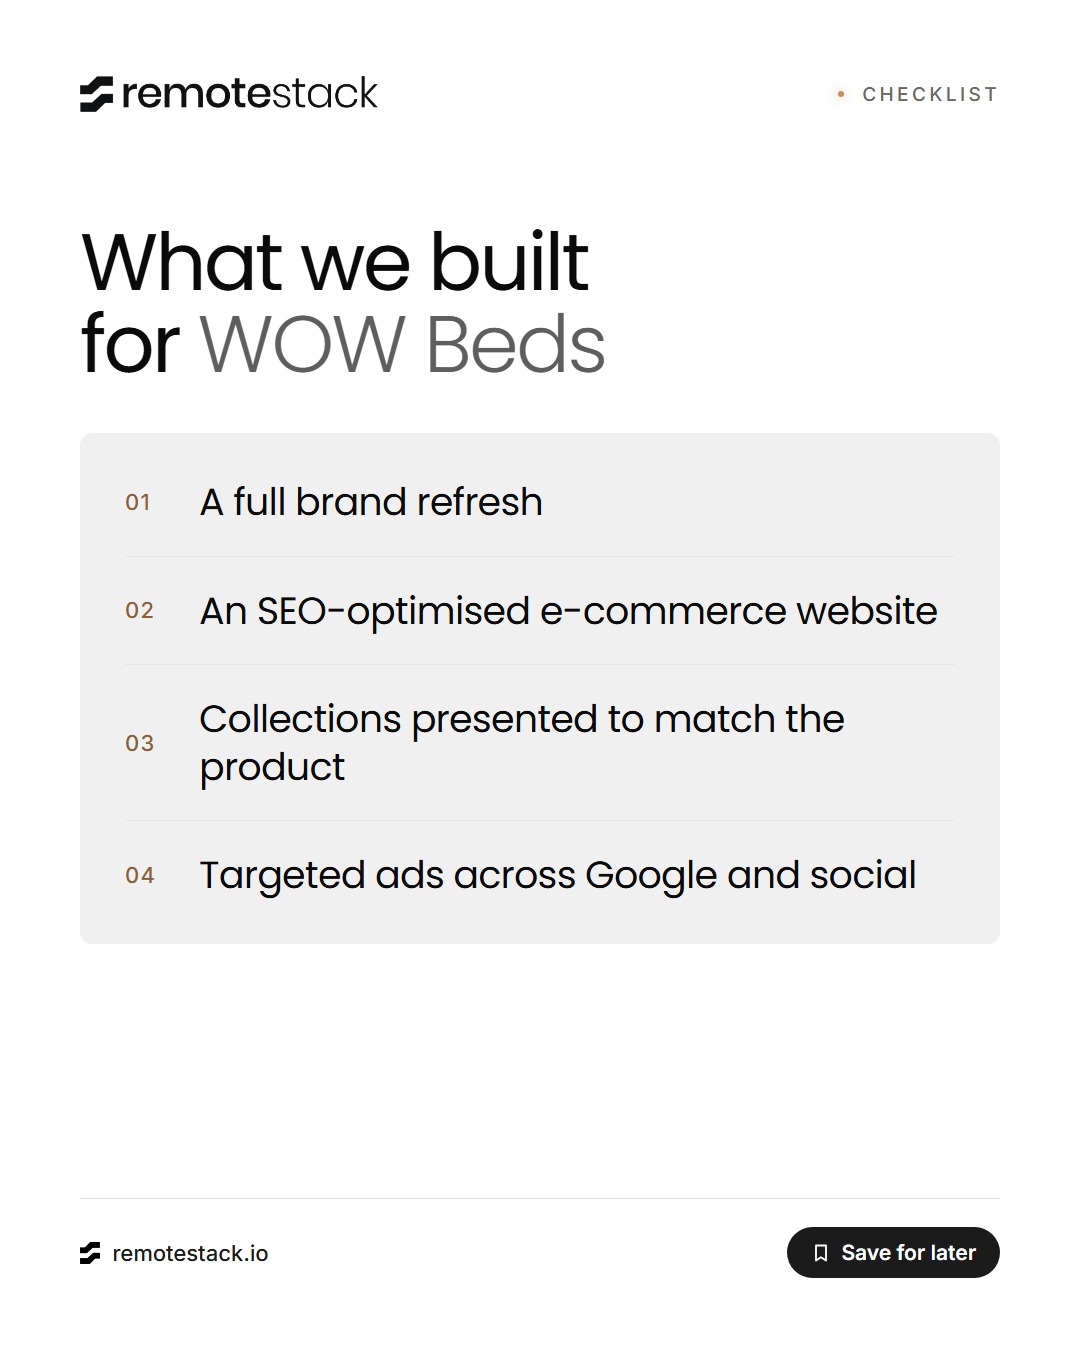 remotestack
CHECKLIST
What we built
for WOW Beds
01 A full brand refresh
02 An SEO-optimised e-commerce website
03 Collections presented to match the
product
04 Targeted ads across Google and social
remotestack.io
Save for later